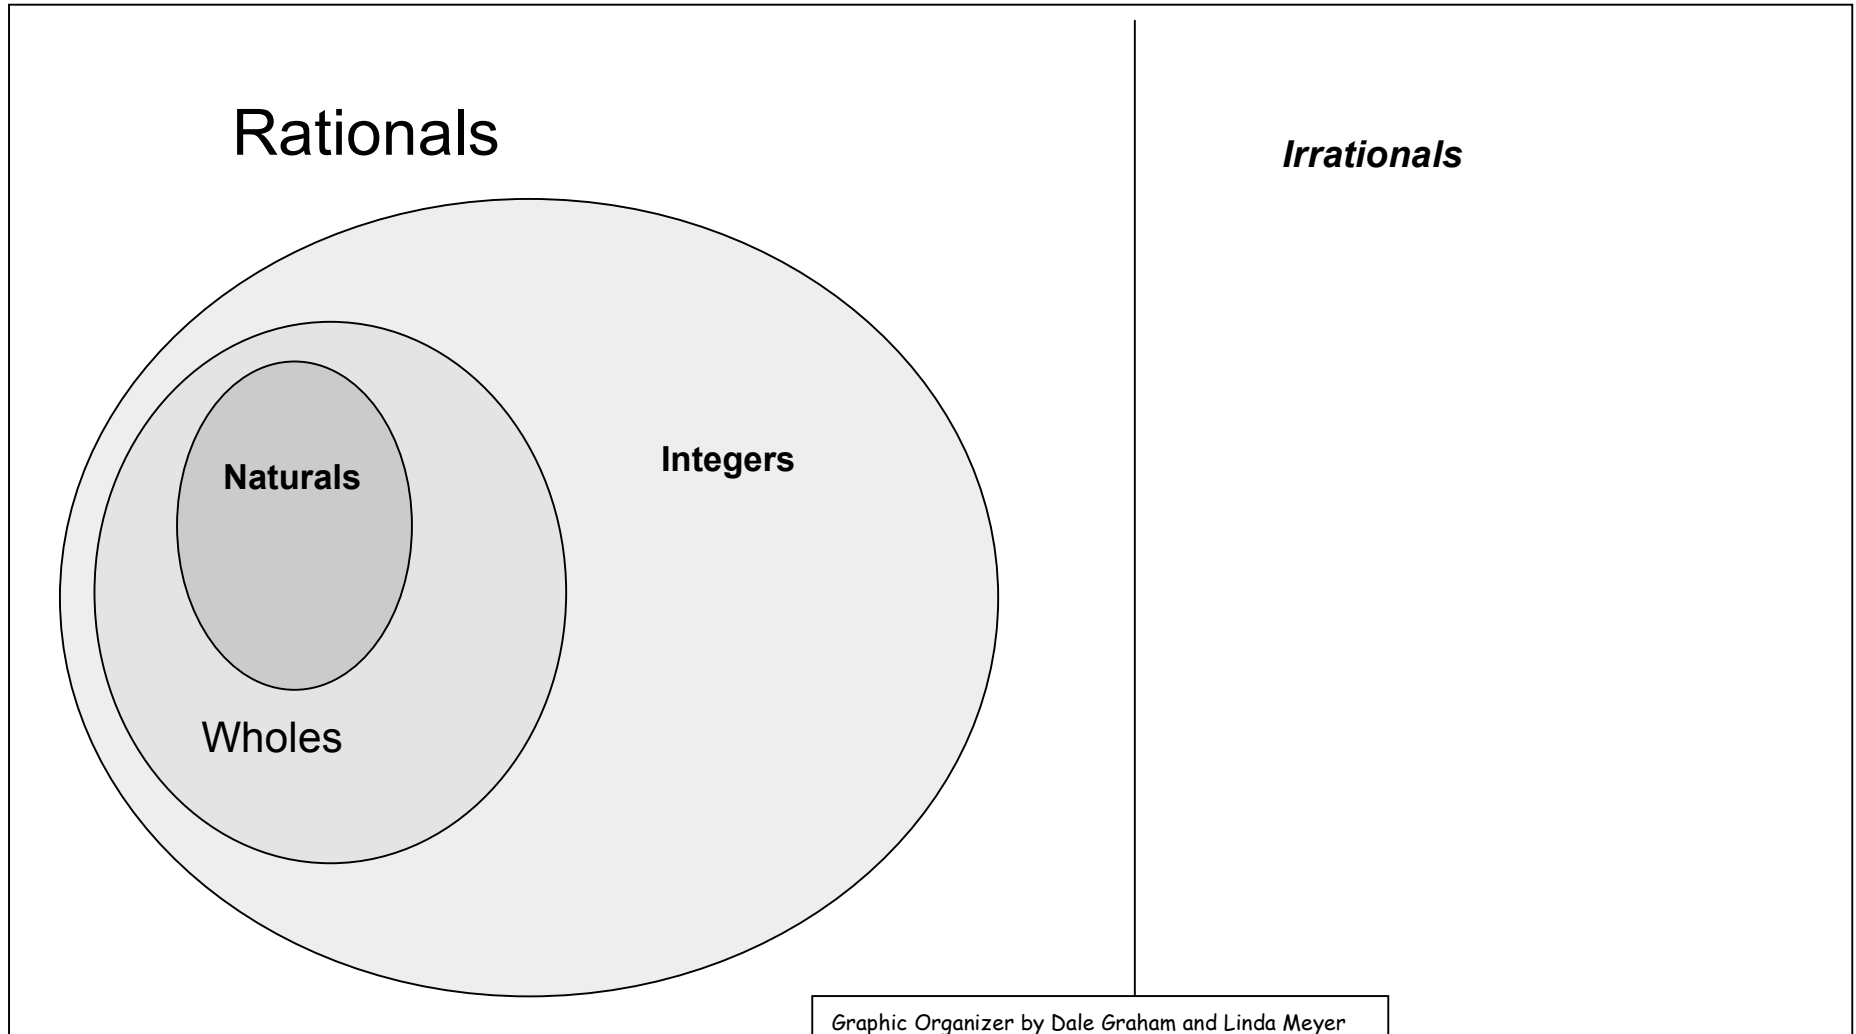 Rationals
Irrationals
Integers
Naturals
Wholes
Graphic Organizer by Dale Graham and Linda Meyer